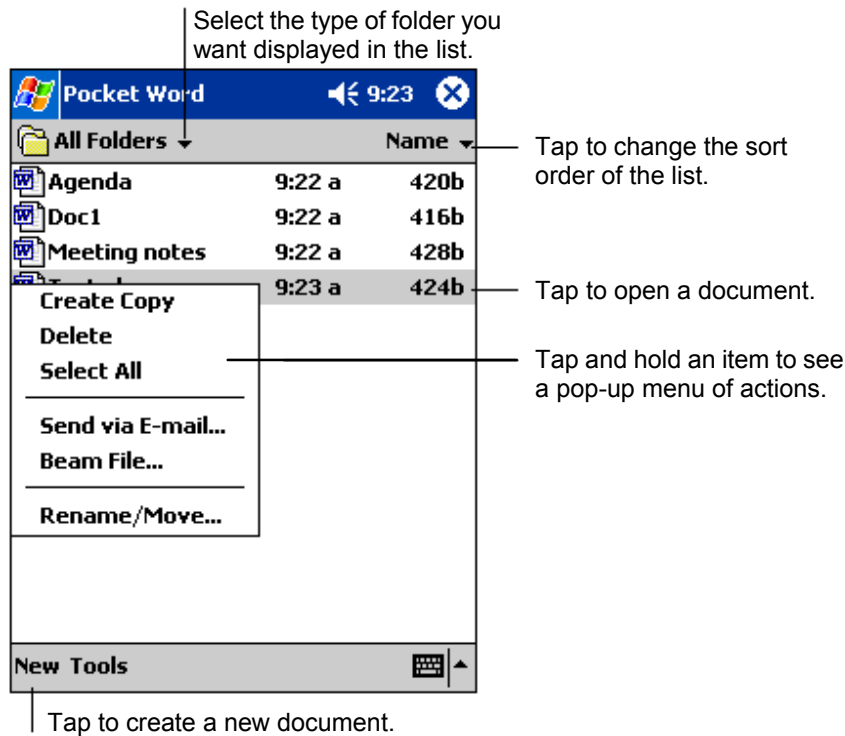 Select the type of folder you
want displayed in the list.
Pocket Word 9:23
All Folders Name
Tap to change the sort
order of the list.
Agenda 9:22 a 420b
Doc1 9:22 a 416b
Meeting notes 9:22 a 428b
9:23 a 424b
Tap to open a document.
Create Copy
Delete
Select All
Tap and hold an item to see
a pop-up menu of actions.
Send via E-mail...
Beam File...
Rename/Move...
New Tools
Tap to create a new document.